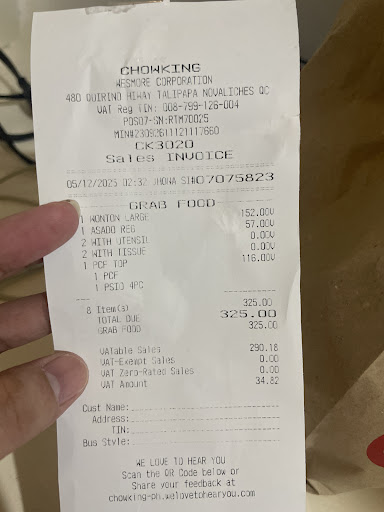 CHOWKING
WESMORE CORPORATION
480 QUIRINO HIWAY TALIPAPA NOVALICHES QC
VAT Reg TIN: 008-799-126-004
POS07-SN:RTM70025
MIN#230926111121117660
CK3020
Sales INVOICE
05/12/2025 02:32 JHONA SI#07075823
GRAB FOOD
1 WONTON LARGE 152.00V
1 ASADO REG 57.00V
2 WITH UTENSIL 0.00V
2 WITH TISSUE 0.00V
1 PCF TOP 116.00V
1 PCF
1 PSIO 4PC
8 Item(s) 325.00
TOTAL DUE 325.00
GRAB FOOD 325.00
VATable Sales 290.18
VAT-Exempt Sales 0.00
VAT Zero-Rated Sales 0.00
VAT Amount 34.82
Cust Name:
Address:
TIN:
Bus Style:
WE LOVE TO HEAR YOU
Scan the QR Code below or
Share your feedback at
chowking-ph.welovetohearyou.com